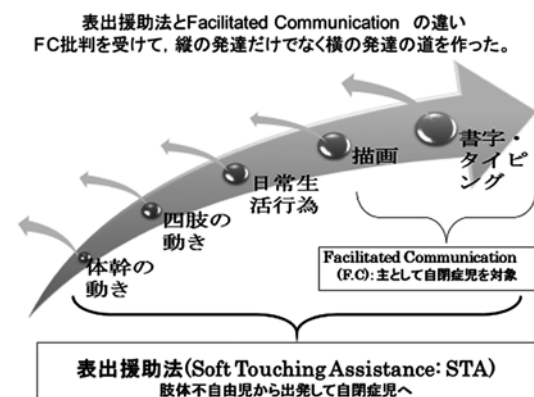 表出援助法とFacilitated Communication の違い
FC批判を受けて，縦の発達だけでなく横の発達の道を作った。
体幹の
動き
四肢の
動き
日常生
活行為
描画
書字・
タイピ
ング
Facilitated Communication
(F.C)：主として自閉症児を対象
表出援助法(Soft Touching Assistance: STA)
肢体不自由児から出発して自閉症児へ